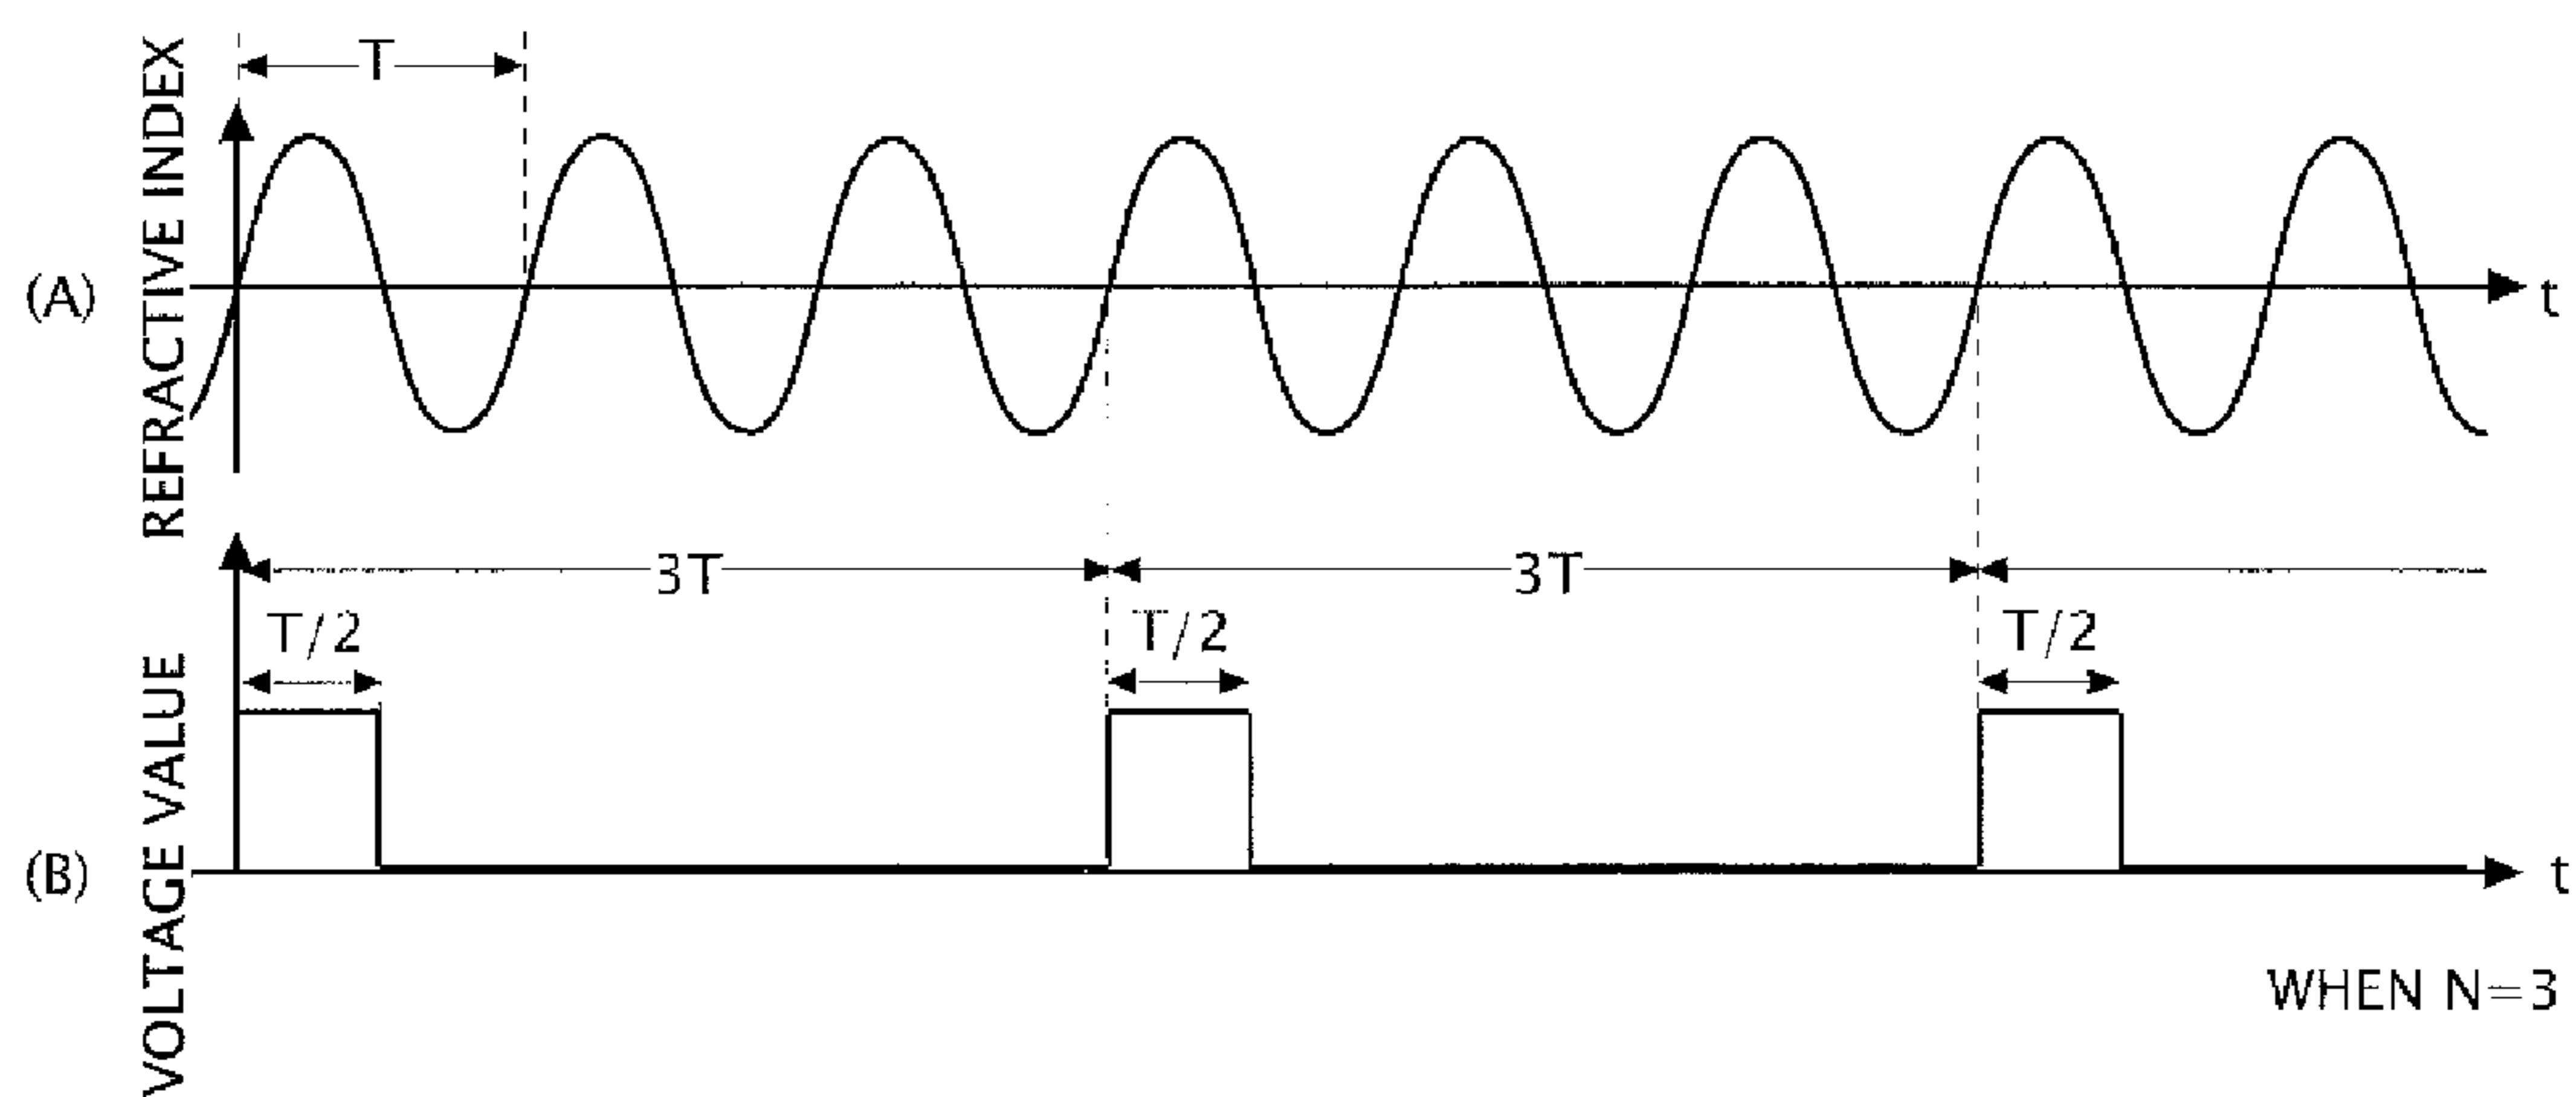 REFRACTIVE INDEX
T
(A)
t
3T
3T
T/2
T/2
T/2
VOLTAGE VALUE
(B)
t
WHEN N=3